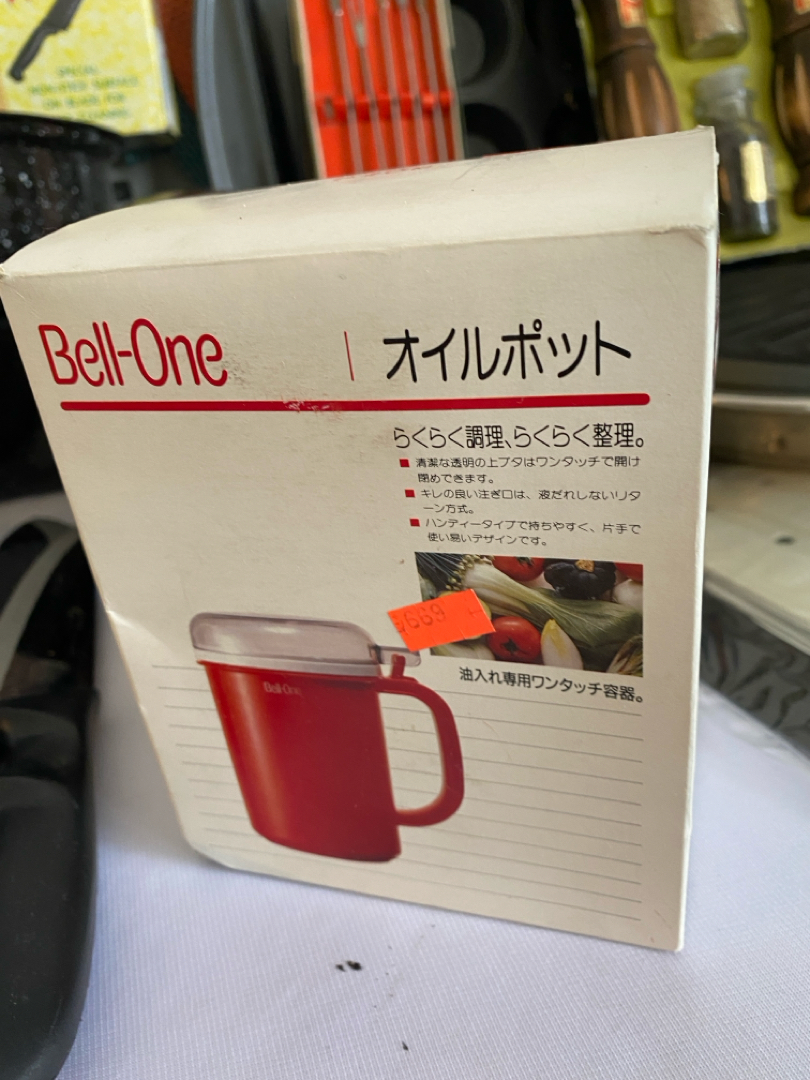 SPECIAL
Bell-One
オイルポット
らくらく調理、らくらく整理。
■ 清潔な透明の上ブタはワンタッチで開け
閉めできます。
■ キレの良い注ぎ口は、液だれしないリタ
ーン方式。
■ ハンディータイプで持ちやすく、片手で
使い易いデザインです。
669
油入れ専用ワンタッチ容器。
Bell-One